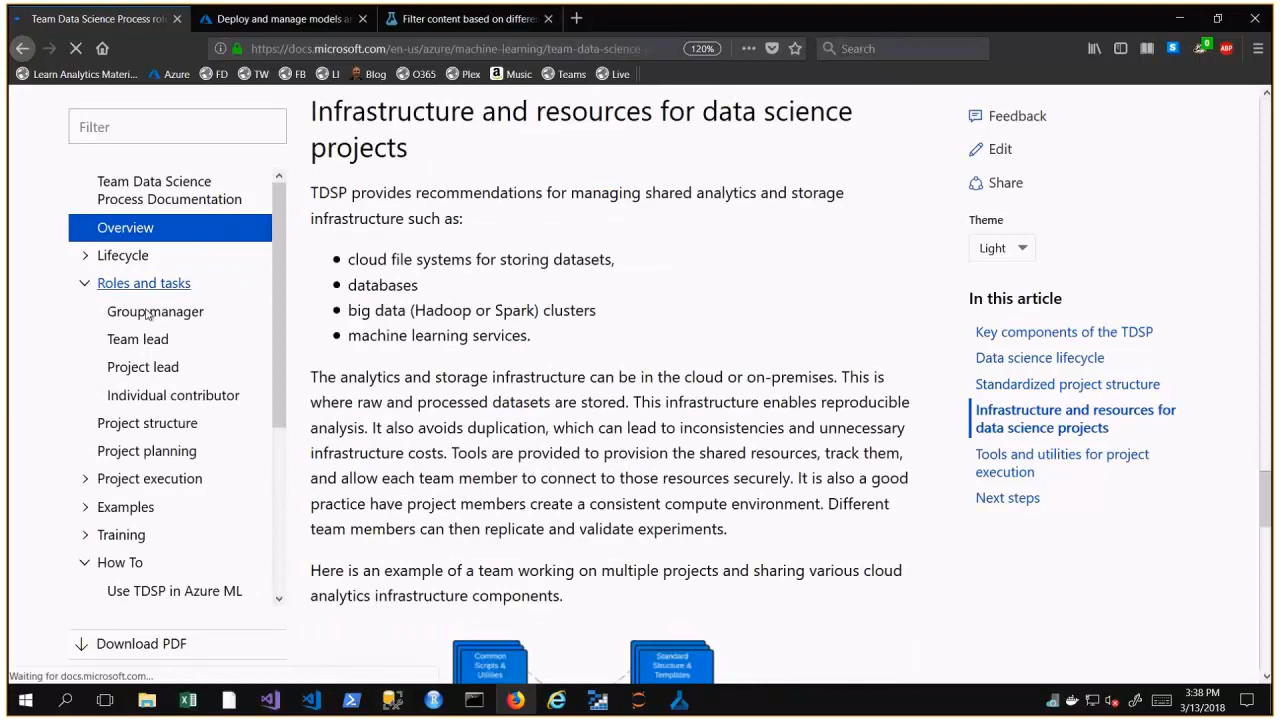 Team Data Science Process rol
Deploy and manage models a
Filter content based on differe
https://docs.microsoft.com/en-us/azure/machine-learning/team-data-science
120%
Search
0
ABP
Learn Analytics Materi...
Azure
FD
TW
FB
LI
Blog
O365
Plex
Music
Teams
Live
Filter
Team Data Science
Process Documentation
Overview
Lifecycle
Roles and tasks
Group manager
Team lead
Project lead
Individual contributor
Project structure
Project planning
Project execution
Examples
Training
How To
Use TDSP in Azure ML
Download PDF
Waiting for docs.microsoft.com...
Infrastructure and resources for data science
projects
TDSP provides recommendations for managing shared analytics and storage
infrastructure such as:
cloud file systems for storing datasets,
databases
big data (Hadoop or Spark) clusters
machine learning services.
The analytics and storage infrastructure can be in the cloud or on-premises. This is
where raw and processed datasets are stored. This infrastructure enables reproducible
analysis. It also avoids duplication, which can lead to inconsistencies and unnecessary
infrastructure costs. Tools are provided to provision the shared resources, track them,
and allow each team member to connect to those resources securely. It is also a good
practice have project members create a consistent compute environment. Different
team members can then replicate and validate experiments.
Here is an example of a team working on multiple projects and sharing various cloud
analytics infrastructure components.
Common
Scripts &
Utilities
Standard
Structure &
Templates
Feedback
Edit
Share
Theme
Light
In this article
Key components of the TDSP
Data science lifecycle
Standardized project structure
Infrastructure and resources for
data science projects
Tools and utilities for project
execution
Next steps
3:38 PM
3/13/2018